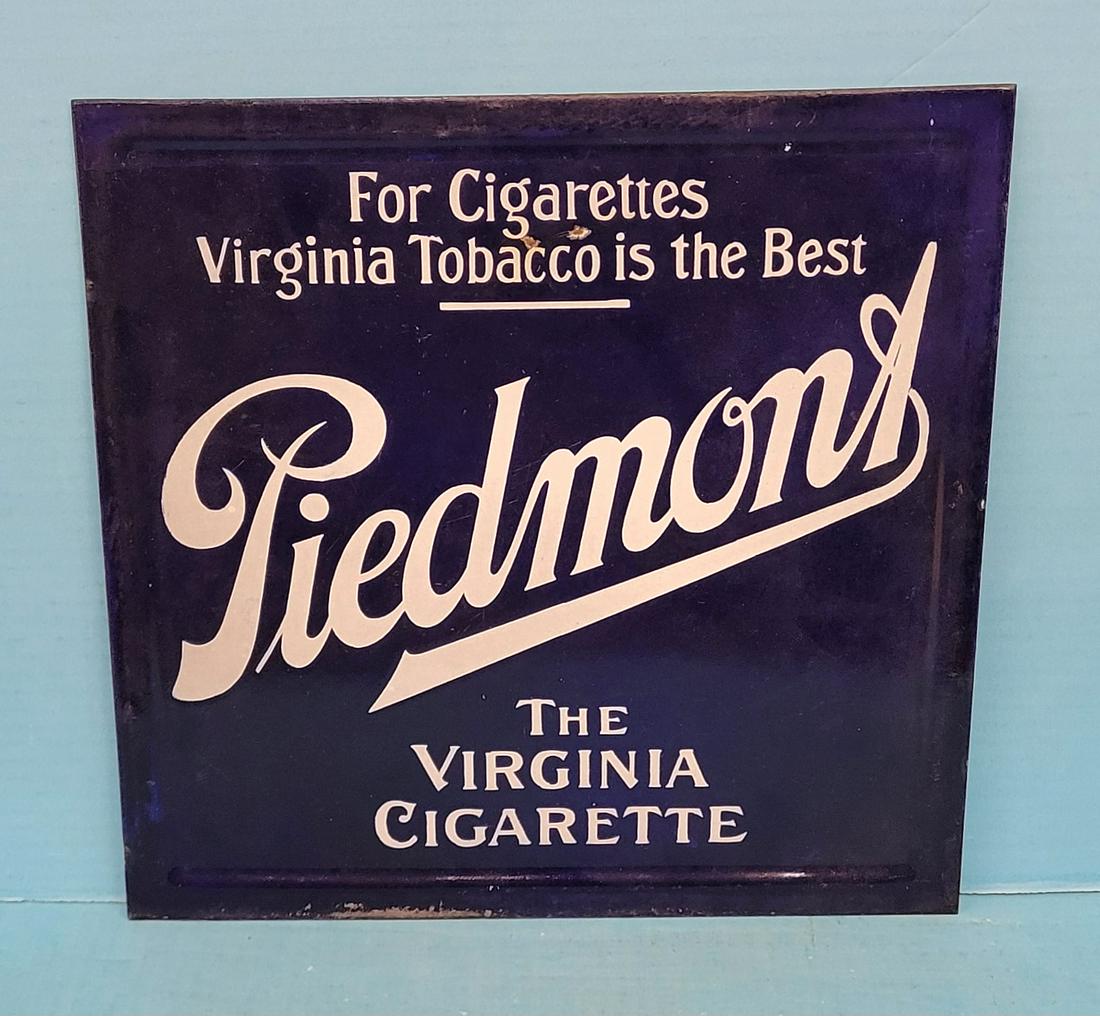 For Cigarettes
Virginia Tobacco is the Best
Piedmont
THE
VIRGINIA
CIGARETTE